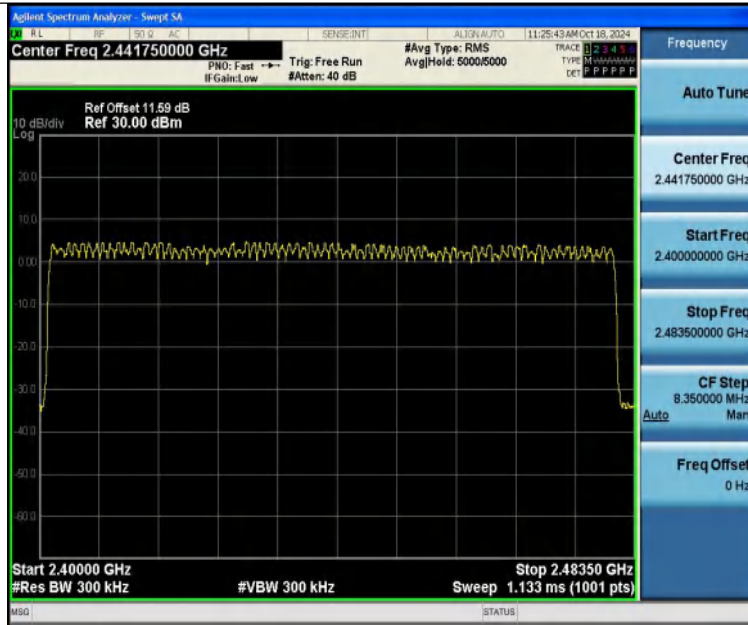 Agilent Spectrum Analyzer - Swept SA
RL RF 50 Ω AC SENSE:INT ALIGN AUTO 11:25:43 AM Oct 18, 2024
Center Freq 2.441750000 GHz
PNO: Fast
IFGain:Low
Trig: Free Run
#Atten: 40 dB
#Avg Type: RMS
Avg|Hold: 5000/5000
TRACE 1 2 3 4 5 6
TYPE M
DET P P P P P P
Ref Offset 11.59 dB
10 dB/div Ref 30.00 dBm
Log
20.0
10.0
0.00
-10.0
-20.0
-30.0
-40.0
-50.0
-60.0
Start 2.40000 GHz Stop 2.48350 GHz
#Res BW 300 kHz #VBW 300 kHz Sweep 1.133 ms (1001 pts)
MSG STATUS
Frequency
Auto Tune
Center Freq
2.441750000 GHz
Start Freq
2.400000000 GHz
Stop Freq
2.483500000 GHz
CF Step
8.350000 MHz
Auto Man
Freq Offset
0 Hz